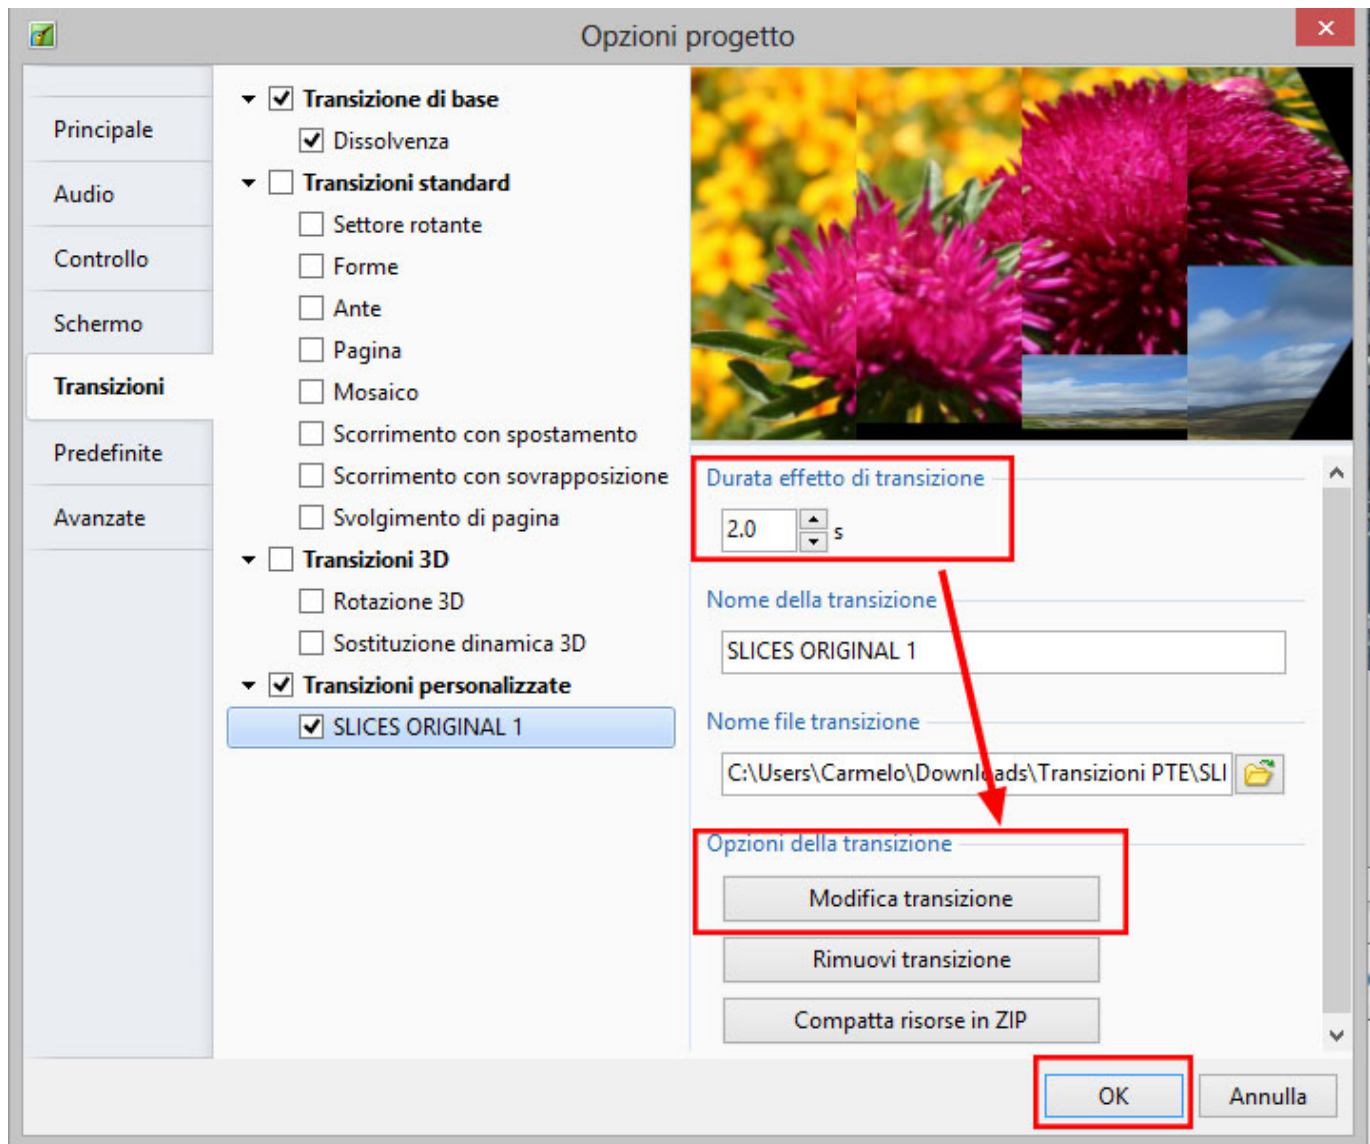 Opzioni progetto
Principale
Audio
Controllo
Schermo
Transizioni
Predefinite
Avanzate
Transizione di base
Dissolvenza
Transizioni standard
Settore rotante
Forme
Ante
Pagina
Mosaico
Scorrimento con spostamento
Scorrimento con sovrapposizione
Svolgimento di pagina
Transizioni 3D
Rotazione 3D
Sostituzione dinamica 3D
Transizioni personalizzate
SLICES ORIGINAL 1
Durata effetto di transizione
2.0 s
Nome della transizione
SLICES ORIGINAL 1
Nome file transizione
C:\Users\Carmelo\Downloads\Transizioni PTE\SLI
Opzioni della transizione
Modifica transizione
Rimuovi transizione
Compatta risorse in ZIP
OK Annulla